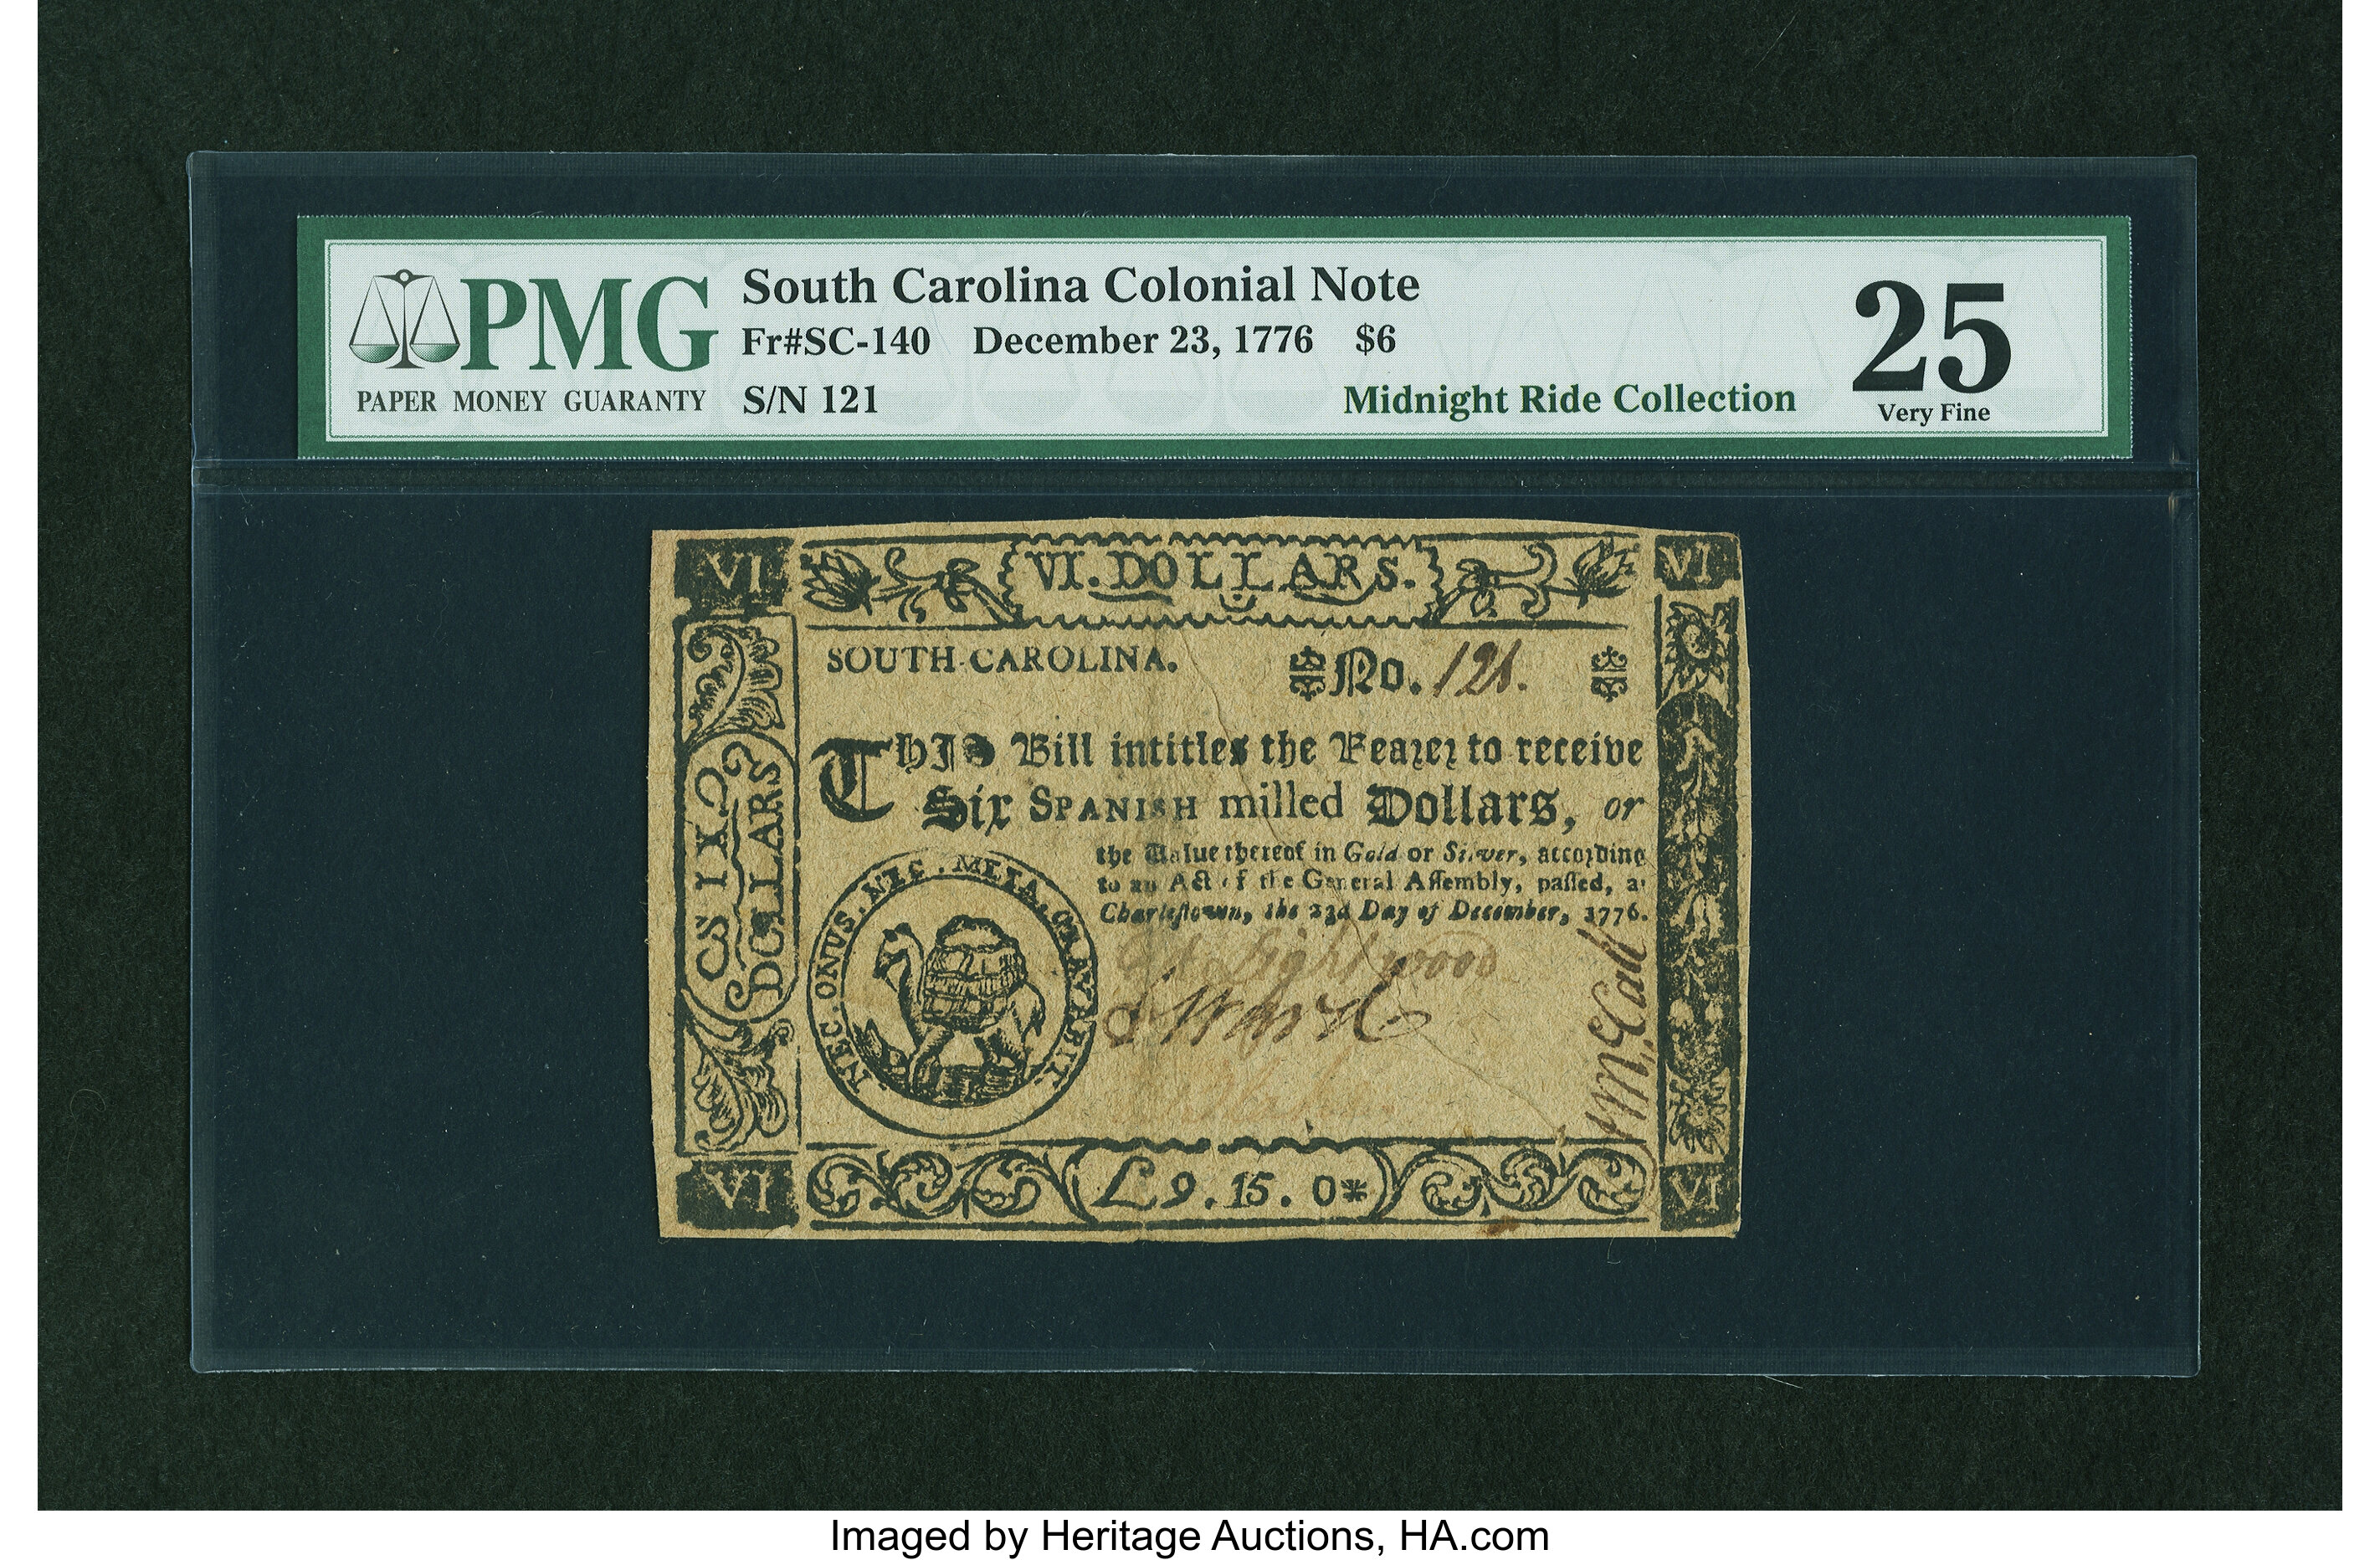 PMG
PAPER MONEY GUARANTY
South Carolina Colonial Note
Fr#SC-140 December 23, 1776 $6
S/N 121
Midnight Ride Collection
25
Very Fine
VI
VI. DOLLARS.
VI
SOUTH-CAROLINA.
No. 121.
THIS Bill intitles the Bearer to receive
Six SPANISH milled Dollars, or
the Value thereof in Gold or Silver, according
to an Act of the General Assembly, passed, a
Charlestown, the 23d Day of December, 1776.
DOLLARS
NEC. ONUS. NEC. META. GRAVABIT.
Lightwood
McCall
VI
£9.15.0*
VI
Imaged by Heritage Auctions, HA.com